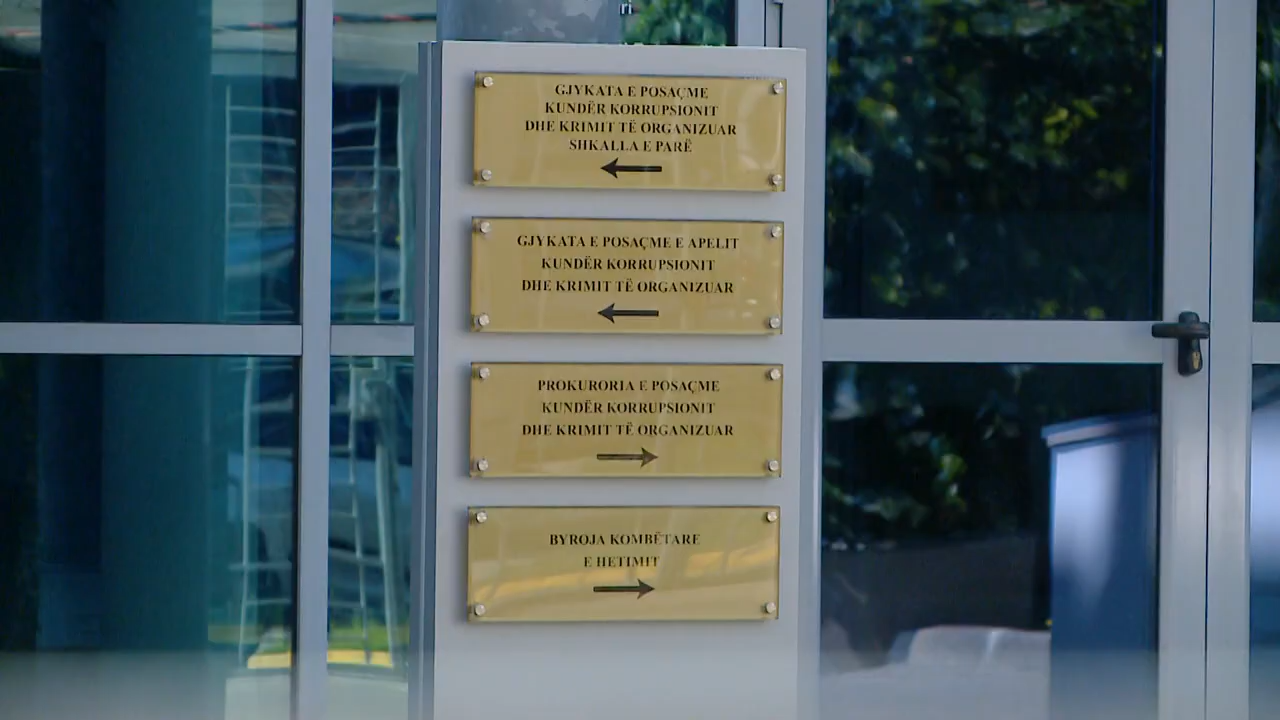 GJYKATA E POSAÇME
KUNDËR KORRUPSIONIT
DHE KRIMIT TË ORGANIZUAR
SHKALLA E PARË
GJYKATA E POSAÇME E APELIT
KUNDËR KORRUPSIONIT
DHE KRIMIT TË ORGANIZUAR
PROKURORIA E POSAÇME
KUNDËR KORRUPSIONIT
DHE KRIMIT TË ORGANIZUAR
BYROJA KOMBËTARE
E HETIMIT